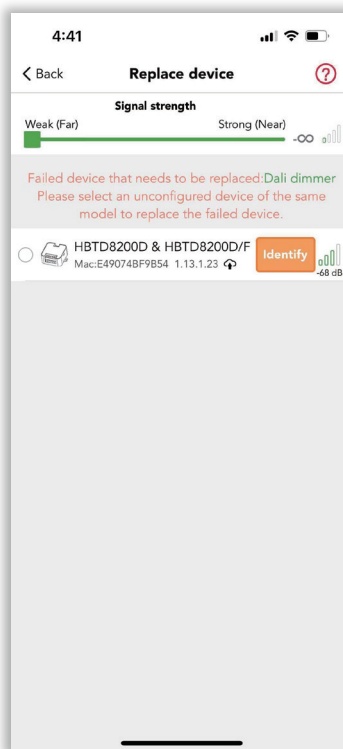 4:41
Back
Replace device
?
Signal strength
Weak (Far)
Strong (Near)
-∞
Failed device that needs to be replaced:Dali dimmer
Please select an unconfigured device of the same
model to replace the failed device.
HBTD8200D & HBTD8200D/F
Mac:E49074BF9B54 1.13.1.23
Identify
-68 dB